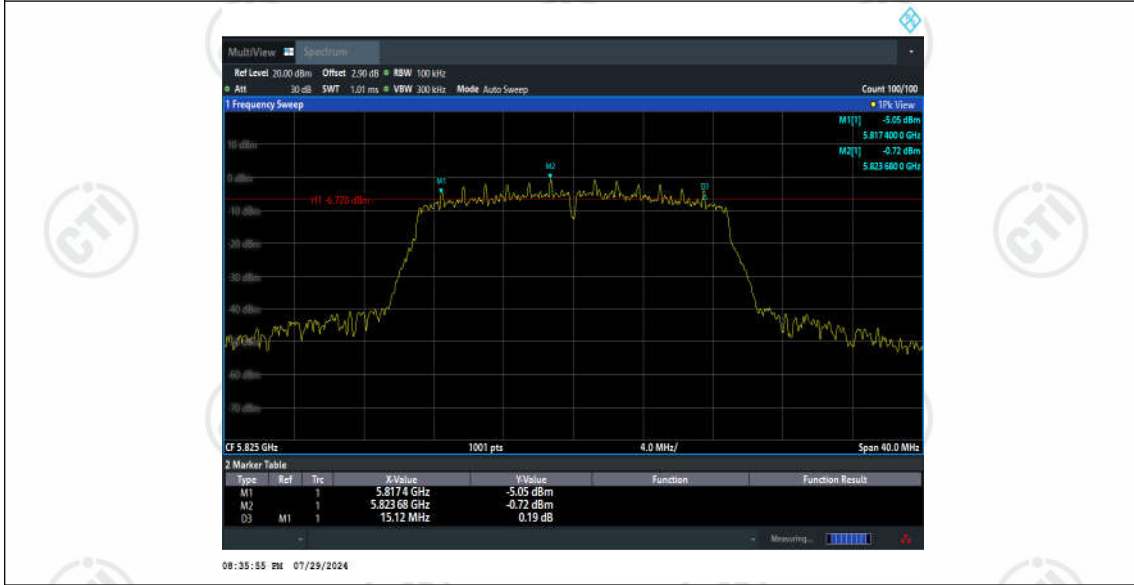 MultiView Spectrum
Ref Level 20.00 dBm Offset 2.90 dB RBW 100 kHz
Att 30 dB SWT 1.01 ms VBW 300 kHz Mode Auto Sweep Count 100/100
1 Frequency Sweep 1Pk View
M1[1] -5.05 dBm
5.817 400 0 GHz
10 dBm
M2[1] -0.72 dBm
5.823 680 0 GHz
M2
0 dBm
M1
D3
H1 -6.720 dBm
-10 dBm
-20 dBm
-30 dBm
-40 dBm
-60 dBm
-70 dBm
CF 5.825 GHz 1001 pts 4.0 MHz/ Span 40.0 MHz
2 Marker Table
Type Ref Trc X-Value Y-Value Function Function Result
M1 1 5.8174 GHz -5.05 dBm
M2 1 5.823 68 GHz -0.72 dBm
D3 M1 1 15.12 MHz 0.19 dB
Measuring...
08:35:55 PM 07/29/2024
CTI
CTI
CTI
CTI